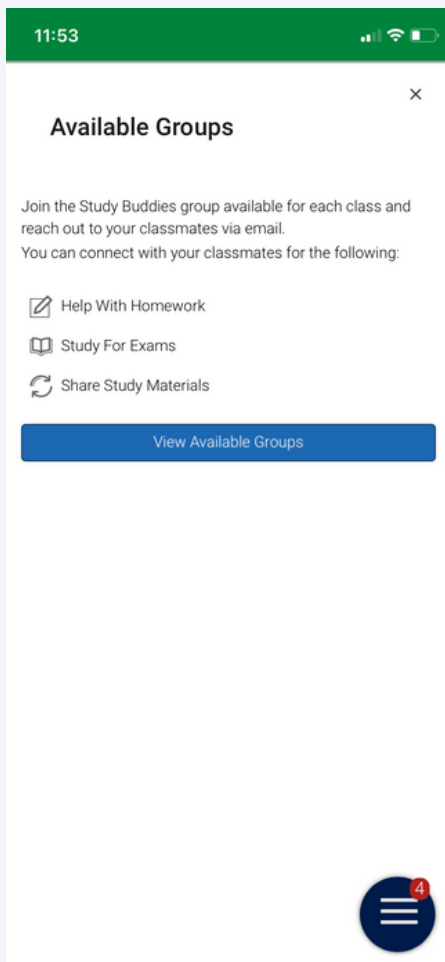 11:53
×
Available Groups
Join the Study Buddies group available for each class and
reach out to your classmates via email.
You can connect with your classmates for the following:
Help With Homework
Study For Exams
Share Study Materials
View Available Groups
4